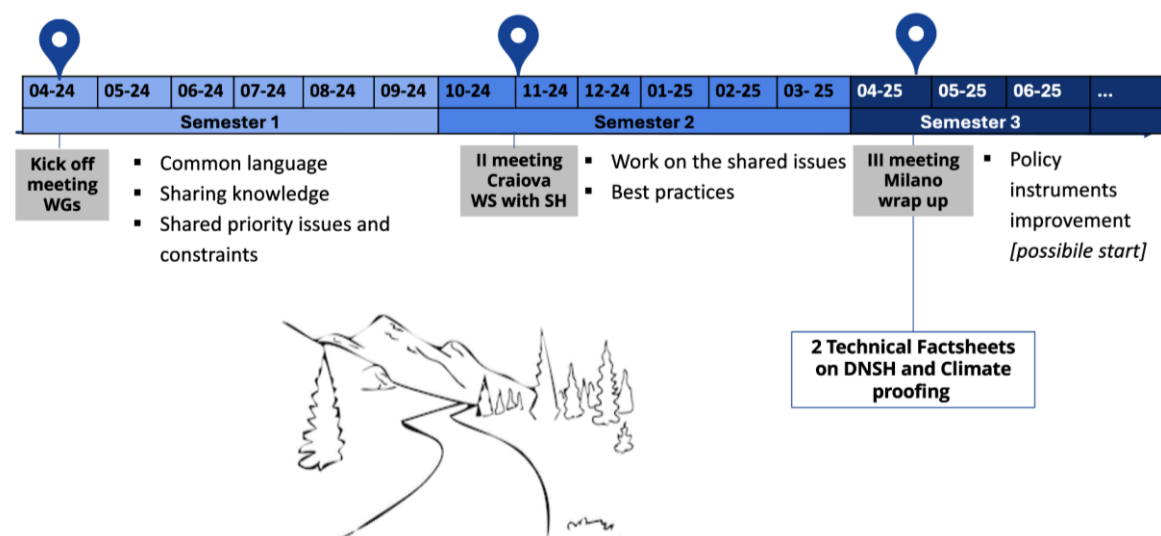 04-24 05-24 06-24 07-24 08-24 09-24 10-24 11-24 12-24 01-25 02-25 03- 25 04-25 05-25 06-25 ...
Semester 1 Semester 2 Semester 3
Kick off
meeting
WGs
▪ Common language
▪ Sharing knowledge
▪ Shared priority issues and
constraints
II meeting
Craiova
WS with SH
▪ Work on the shared issues
▪ Best practices
III meeting
Milano
wrap up
▪ Policy
instruments
improvement
[possibile start]
2 Technical Factsheets
on DNSH and Climate
proofing